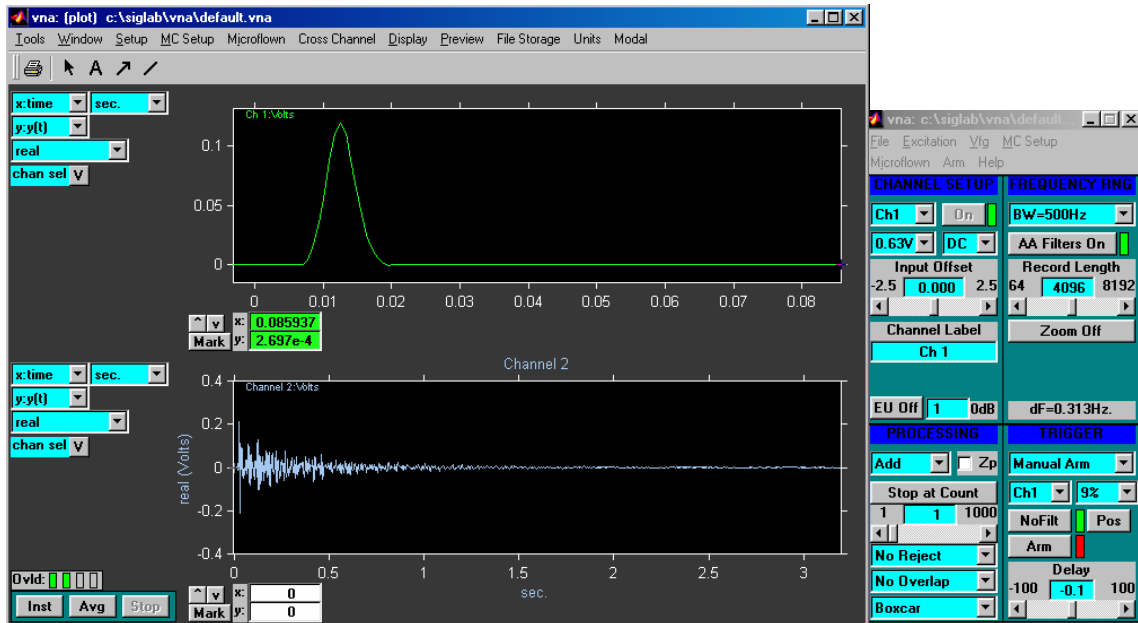 vna: (plot) c:\siglab\vna\default.vna
Tools Window Setup MC Setup Microflown Cross Channel Display Preview File Storage Units Modal
A
x:time sec.
y:y(t)
real
chan sel V
Ch 1:Volts
0.1
0.05
0
0 0.01 0.02 0.03 0.04 0.05 0.06 0.07 0.08
^ v x: 0.085937
Mark y: 2.697e-4
Channel 2
x:time sec.
y:y(t)
real
chan sel V
Channel 2:Volts
real (Volts)
0.4
0.2
0
-0.2
-0.4
0 0.5 1 1.5 2 2.5 3
sec.
Ovld:
Inst Avg Stop
^ v x: 0
Mark y: 0
vna: c:\siglab\vna\default...
File Excitation Vfg MC Setup
Microflown Arm Help
CHANNEL SETUP
Ch1 On
0.63V DC
Input Offset
-2.5 0.000 2.5
Channel Label
Ch 1
EU Off 1 0dB
FREQUENCY RNG
BW=500Hz
AA Filters On
Record Length
64 4096 8192
Zoom Off
dF=0.313Hz.
PROCESSING
Add Zp
Stop at Count
1 1 1000
No Reject
No Overlap
Boxcar
TRIGGER
Manual Arm
Ch1 9%
NoFilt Pos
Arm
Delay
-100 -0.1 100